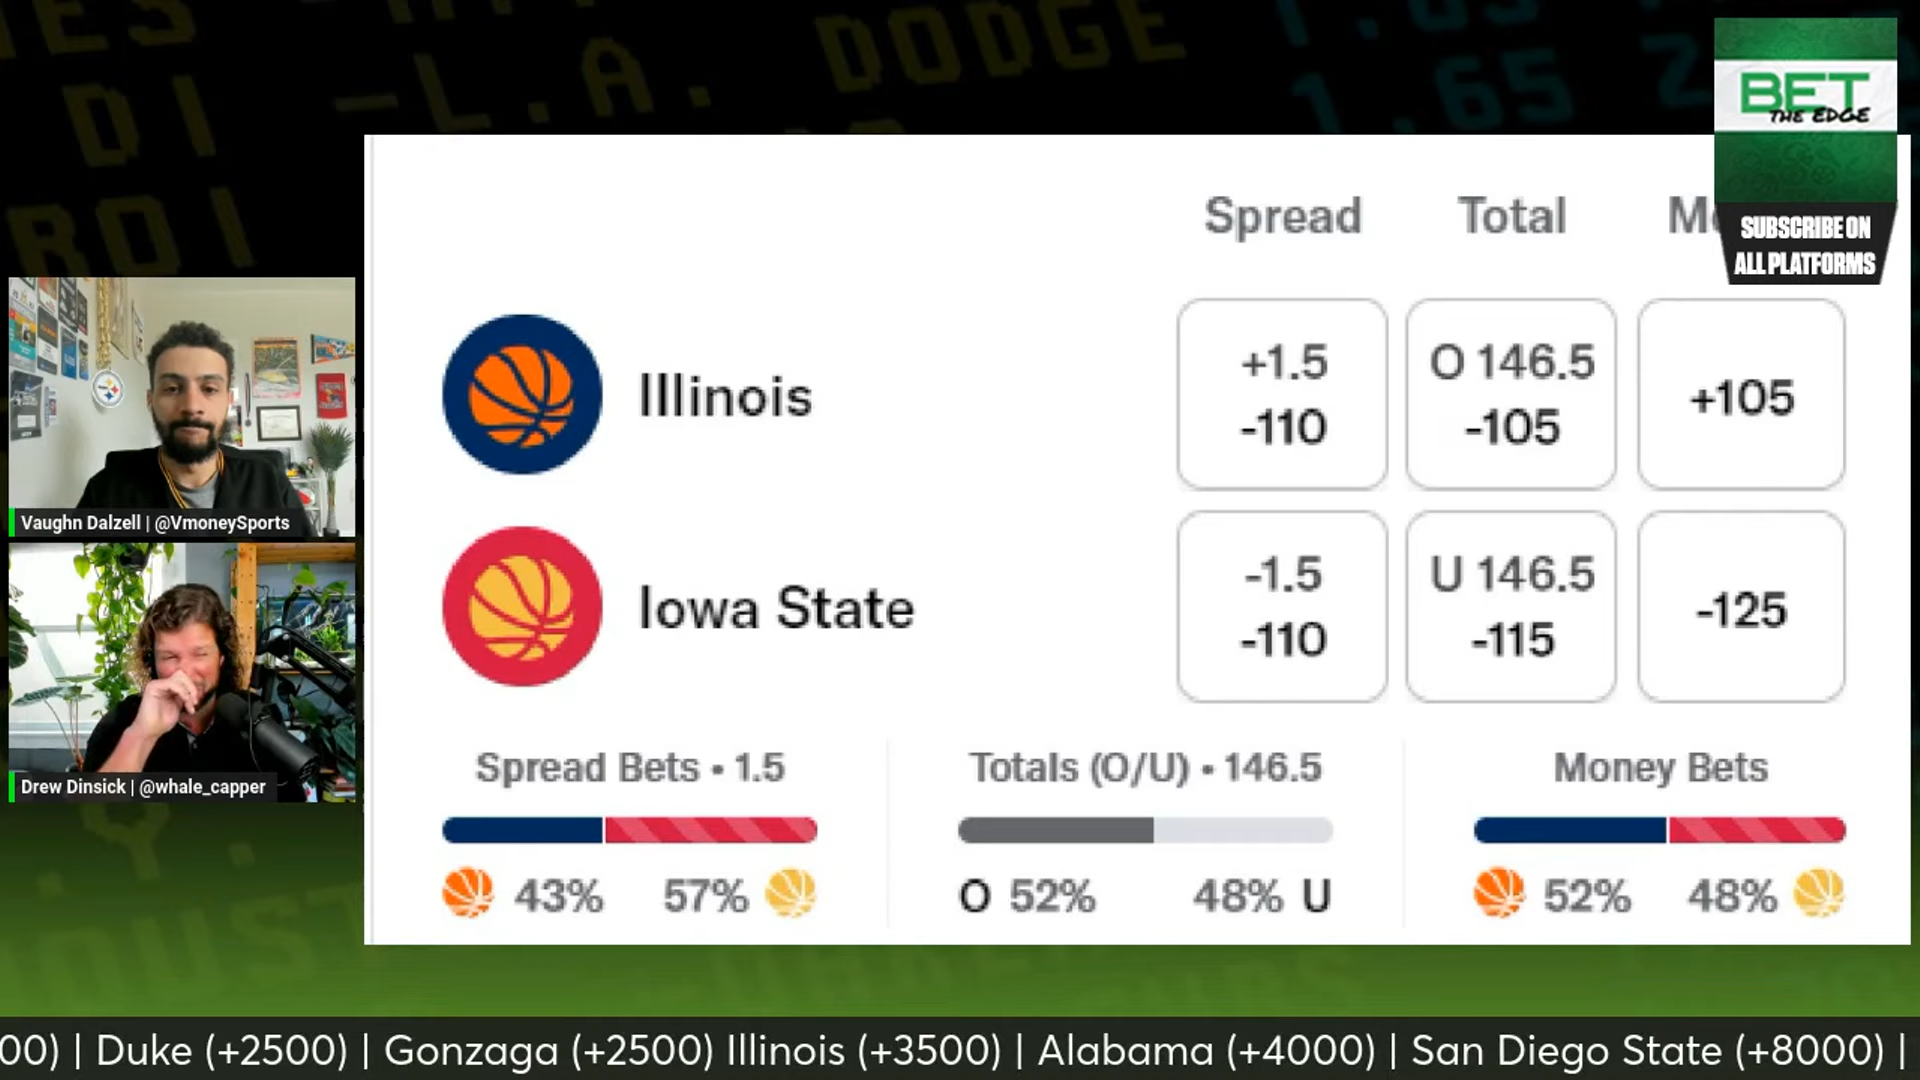 -L.A. DODGE
1.65
BET
THE EDGE
SUBSCRIBE ON
ALL PLATFORMS
Spread Total
Illinois
+1.5
-110
O 146.5
-105
+105
Iowa State
-1.5
-110
U 146.5
-115
-125
Vaughn Dalzell | @VmoneySports
Drew Dinsick | @whale_capper
Spread Bets • 1.5
43% 57%
Totals (O/U) • 146.5
O 52% 48% U
Money Bets
52% 48%
00) | Duke (+2500) | Gonzaga (+2500) Illinois (+3500) | Alabama (+4000) | San Diego State (+8000) |